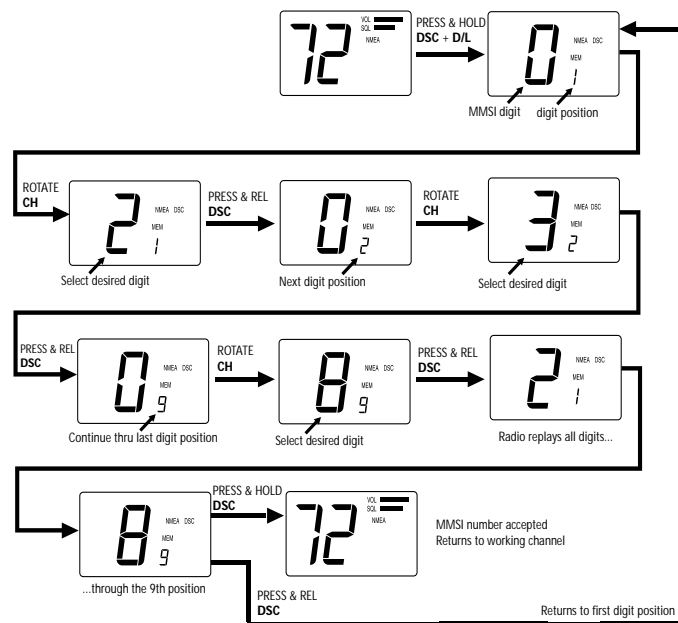 72
VOL
SQL
NMEA
PRESS & HOLD
DSC + D/L
0
NMEA DSC
MEM
1
MMSI digit
digit position
ROTATE
CH
2
NMEA DSC
MEM
1
Select desired digit
PRESS & REL
DSC
0
NMEA DSC
MEM
2
Next digit position
ROTATE
CH
3
NMEA DSC
MEM
2
Select desired digit
PRESS & REL
DSC
0
NMEA DSC
MEM
9
Continue thru last digit position
ROTATE
CH
8
NMEA DSC
MEM
9
Select desired digit
PRESS & REL
DSC
2
NMEA DSC
MEM
1
Radio replays all digits...
8
NMEA DSC
MEM
9
...through the 9th position
PRESS & HOLD
DSC
72
VOL
SQL
NMEA
MMSI number accepted
Returns to working channel
PRESS & REL
DSC
Returns to first digit position